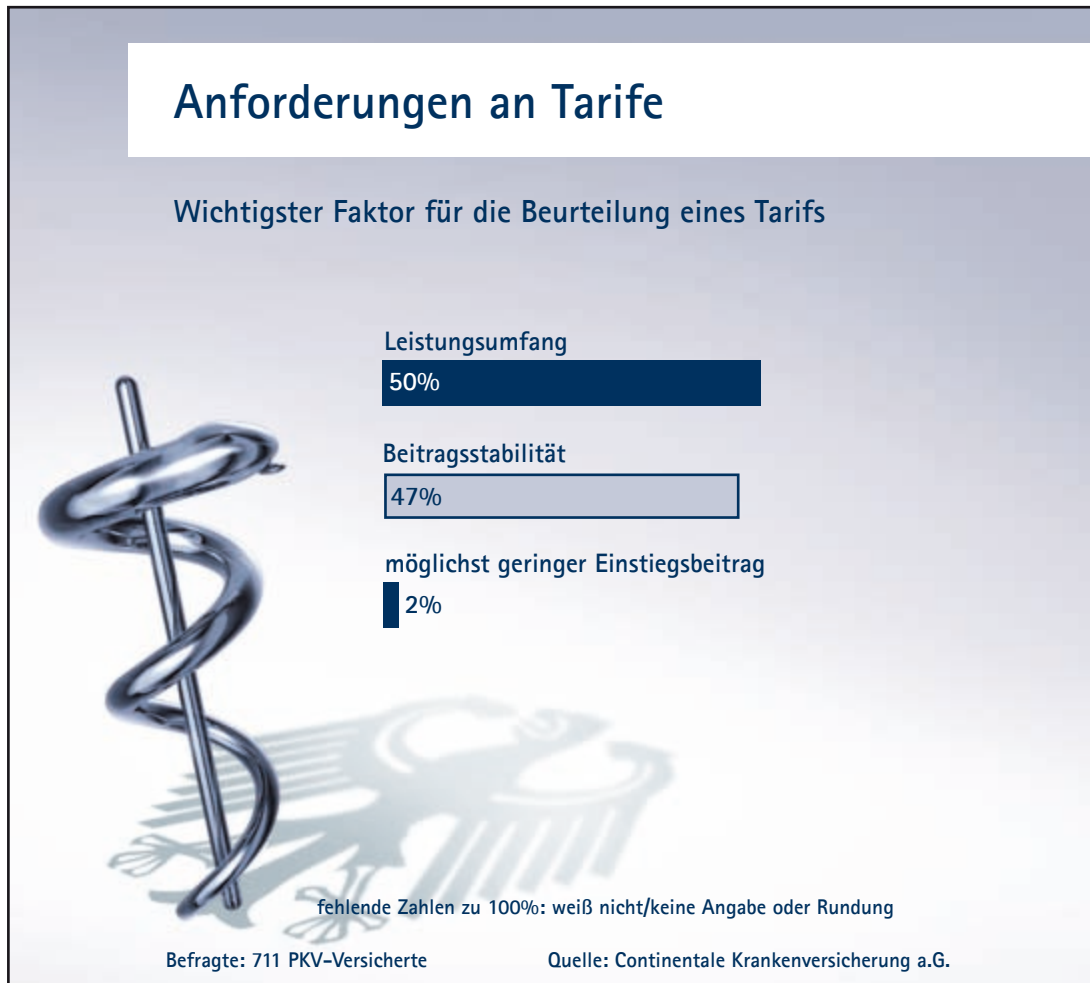 Anforderungen an Tarife
Wichtigster Faktor für die Beurteilung eines Tarifs
Leistungsumfang
50%
Beitragsstabilität
47%
möglichst geringer Einstiegsbeitrag
2%
fehlende Zahlen zu 100%: weiß nicht/keine Angabe oder Rundung
Befragte: 711 PKV-Versicherte
Quelle: Continentale Krankenversicherung a.G.